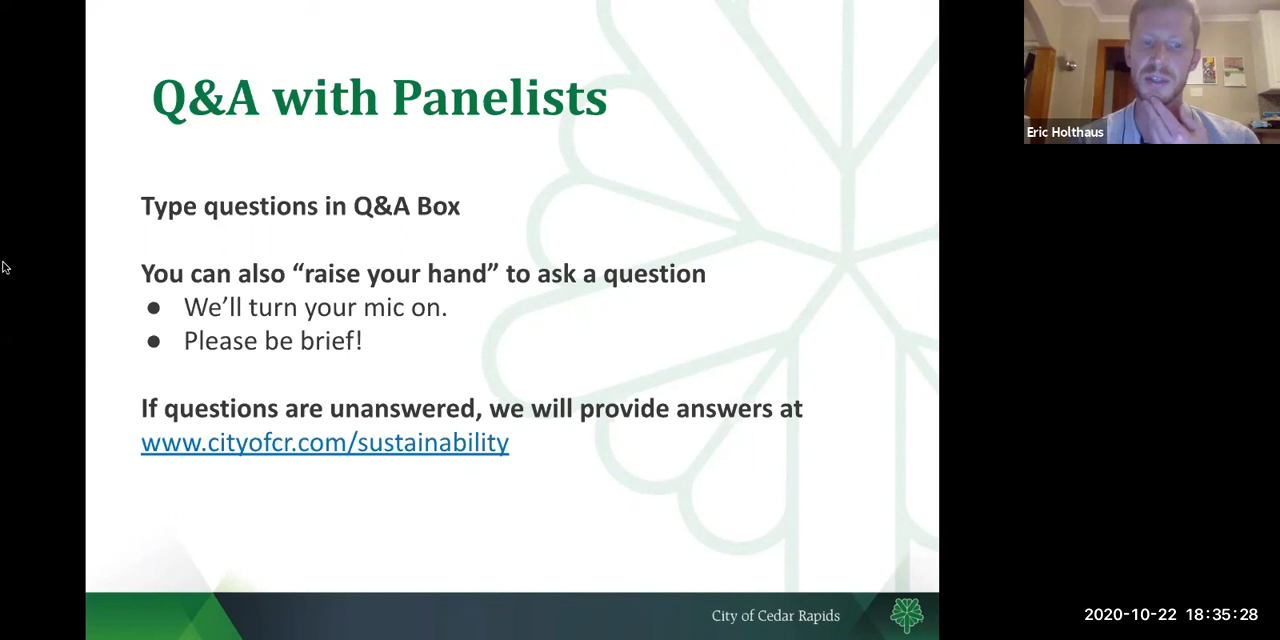 Q&A with Panelists
Type questions in Q&A Box
You can also “raise your hand” to ask a question
● We’ll turn your mic on.
● Please be brief!
If questions are unanswered, we will provide answers at
www.cityofcr.com/sustainability
City of Cedar Rapids
Eric Holthaus
2020-10-22 18:35:28